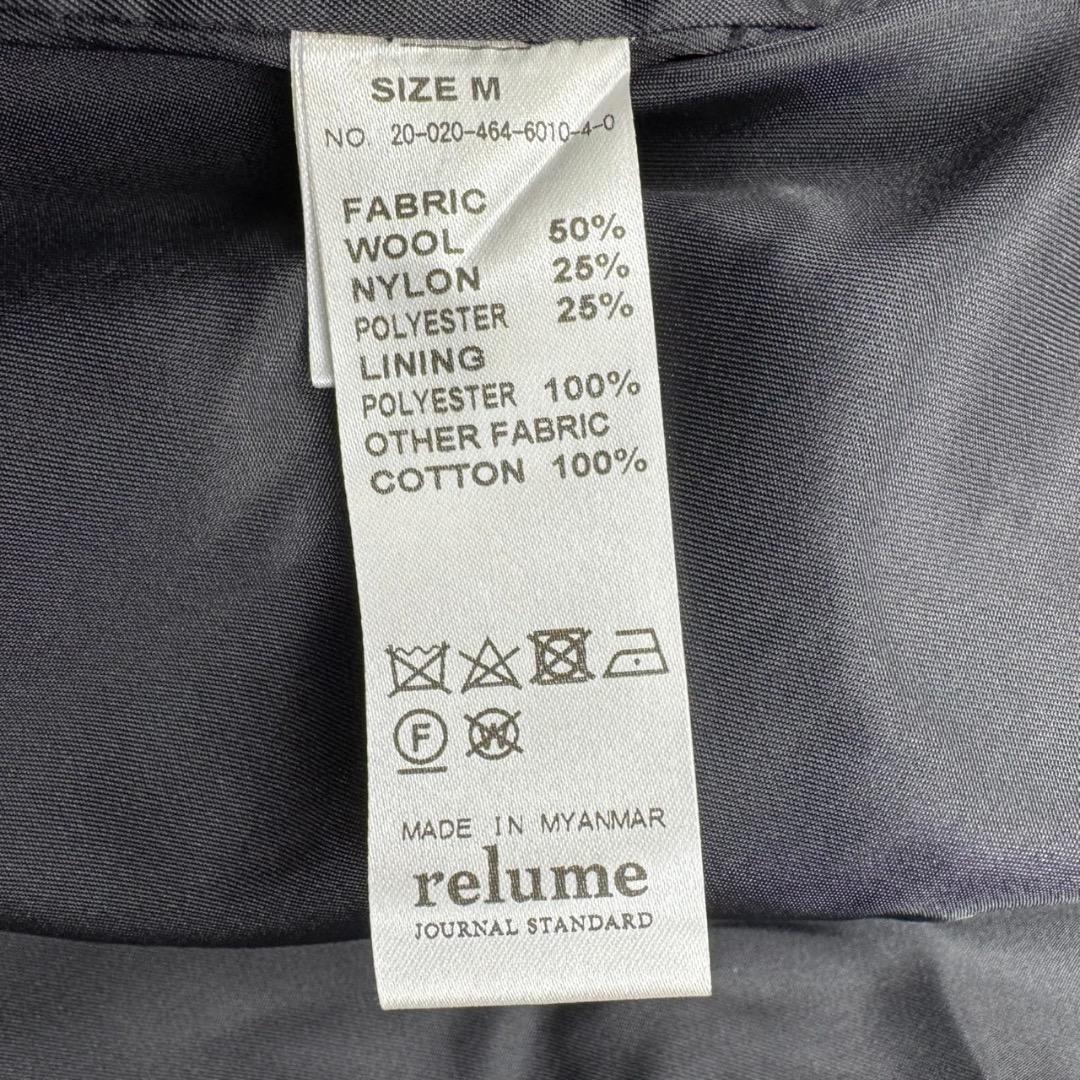 SIZE M
NO. 20-020-464-6010-4-0
FABRIC
WOOL 50%
NYLON 25%
POLYESTER 25%
LINING
POLYESTER 100%
OTHER FABRIC
COTTON 100%
F W
MADE IN MYANMAR
relume
JOURNAL STANDARD